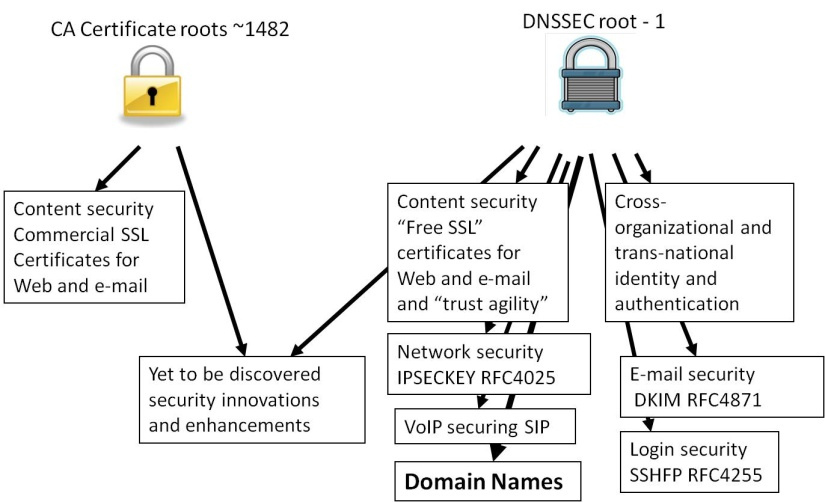 CA Certificate roots ~1482
DNSSEC root - 1
Content security
Commercial SSL
Certificates for
Web and e-mail
Content security
“Free SSL”
certificates for
Web and e-mail
and “trust agility”
Cross-
organizational and
trans-national
identity and
authentication
Yet to be discovered
security innovations
and enhancements
Network security
IPSECKEY RFC4025
E-mail security
DKIM RFC4871
VoIP securing SIP
Login security
SSHFP RFC4255
Domain Names